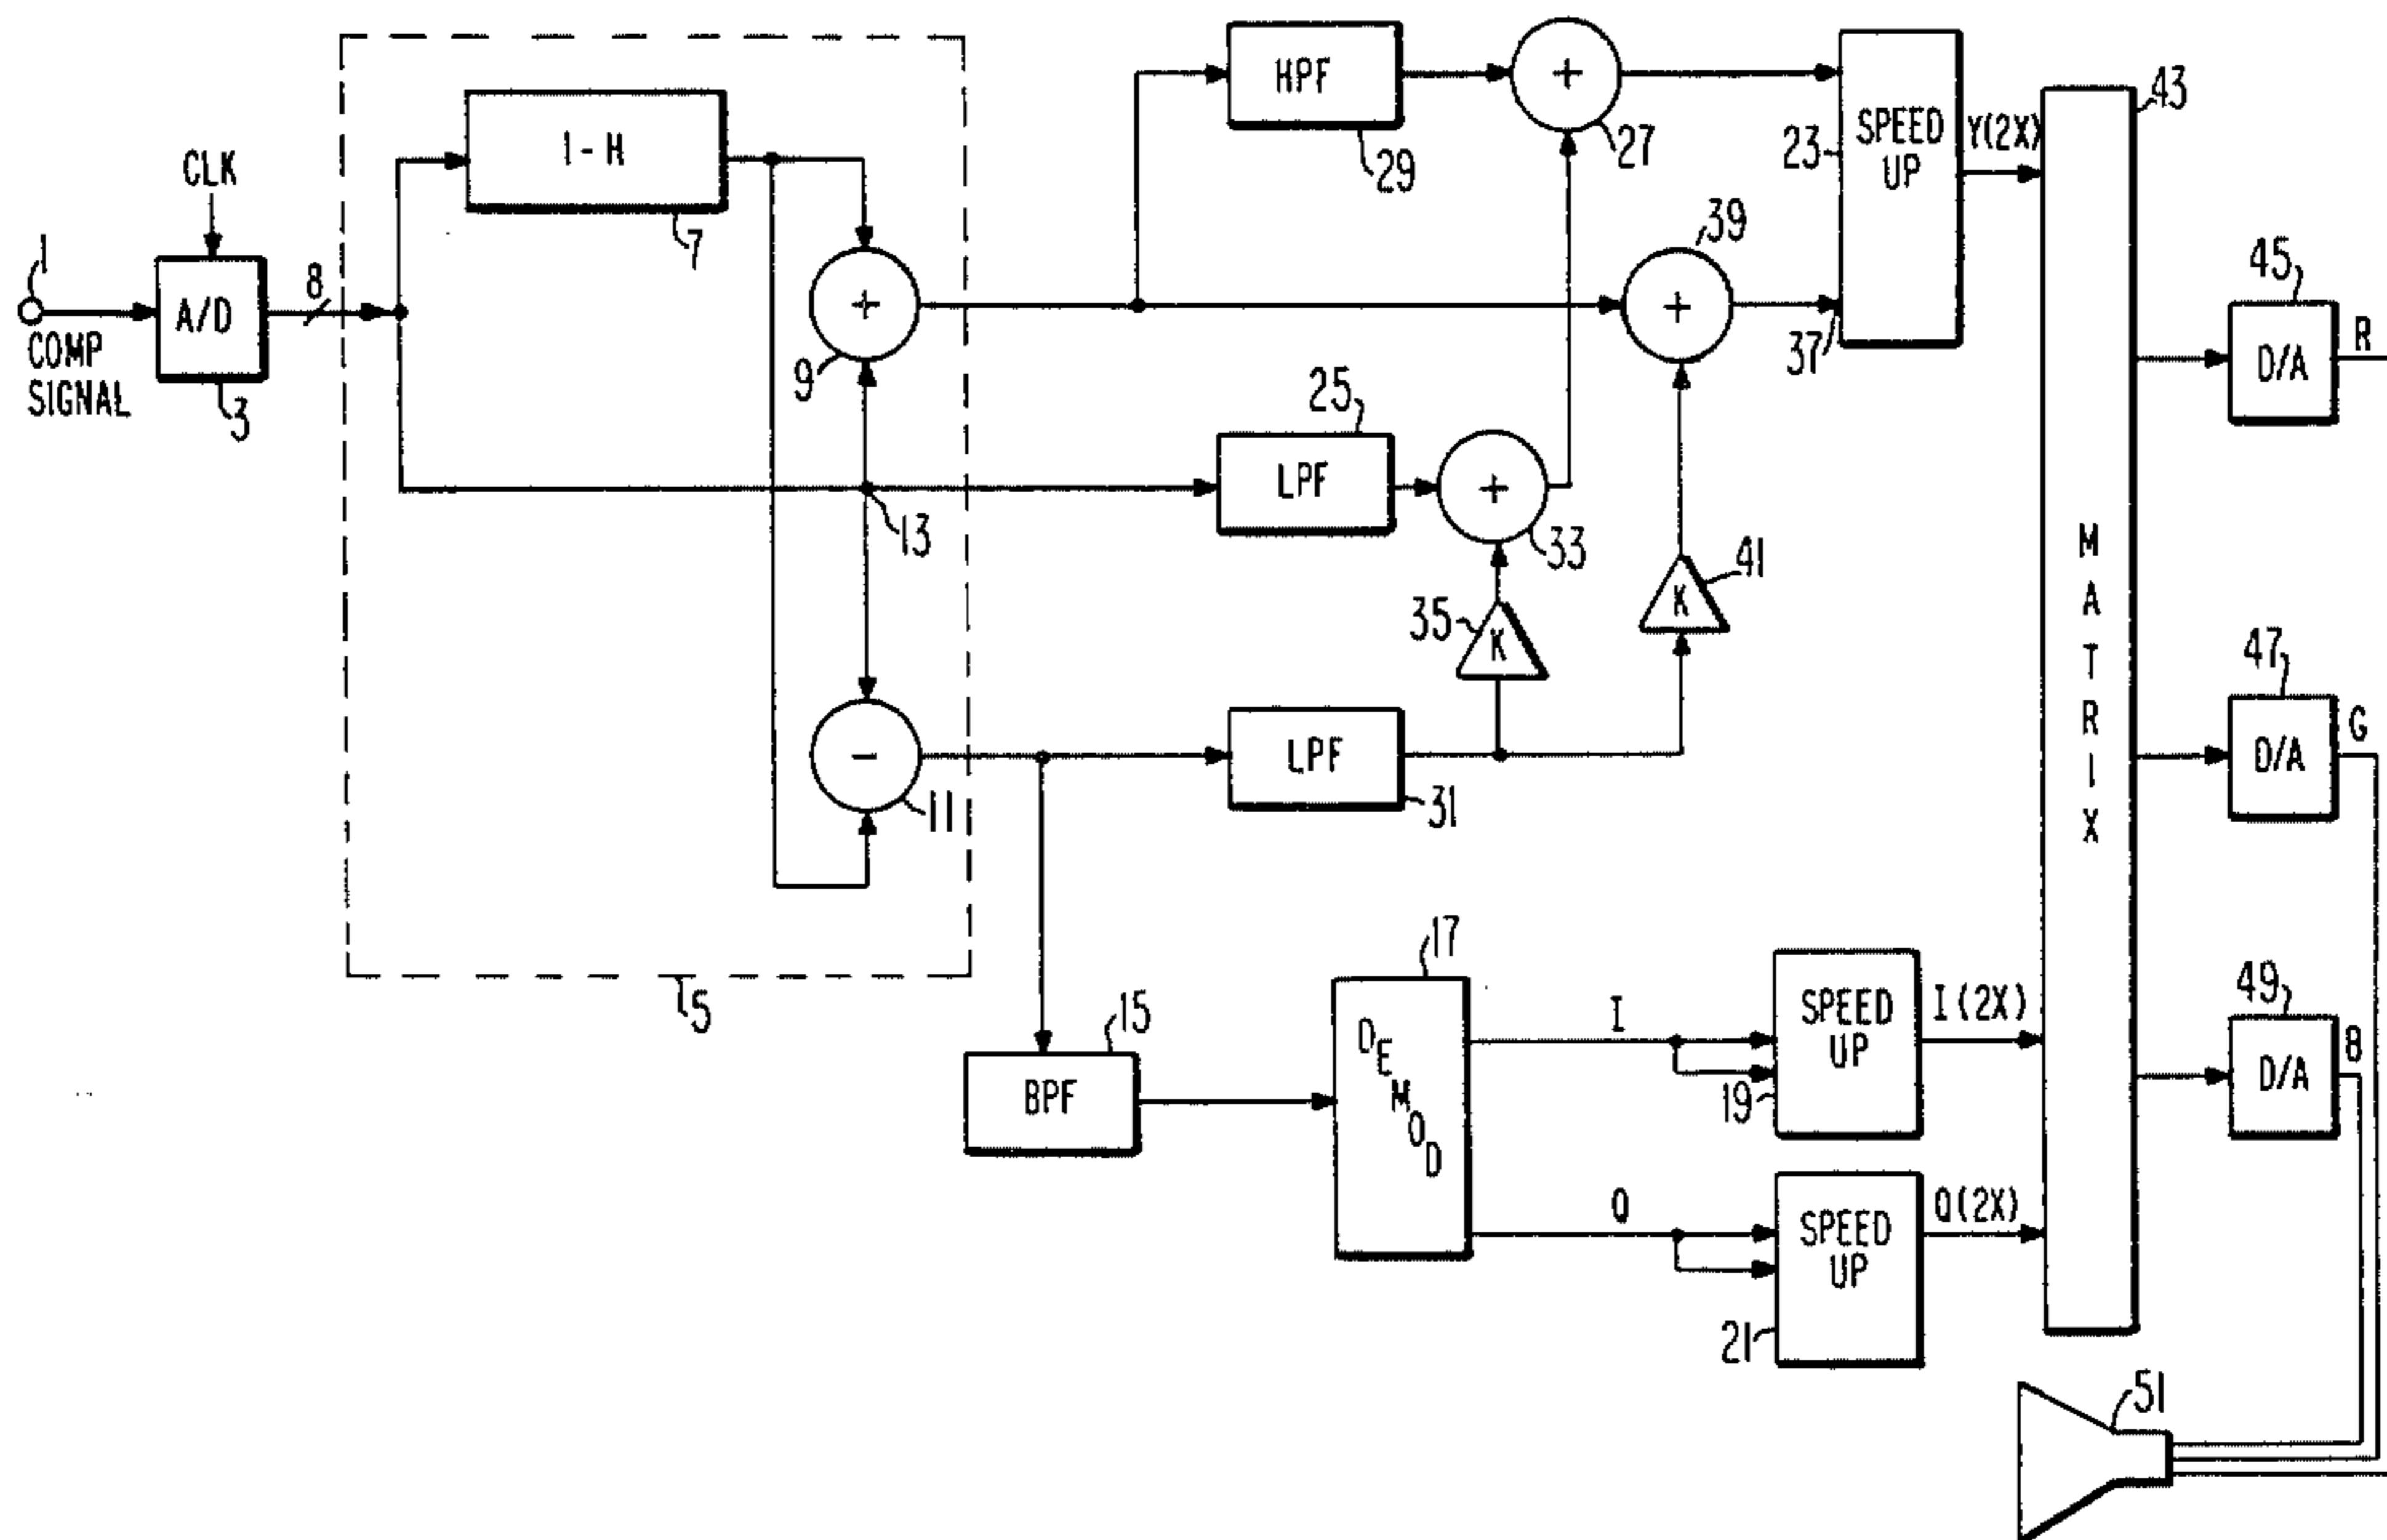 1
COMP
SIGNAL
CLK
A/D
3
8
1-H
7
+
9
13
-
11
5
HPF
29
+
27
LPF
25
+
33
K
35
+
39
K
41
37
LPF
31
BPF
15
DEMOD
17
I
Q
SPEED
UP
23
Y(2X)
SPEED
UP
19
I(2X)
SPEED
UP
21
Q(2X)
MATRIX
43
45
D/A
R
47
D/A
G
49
D/A
B
51